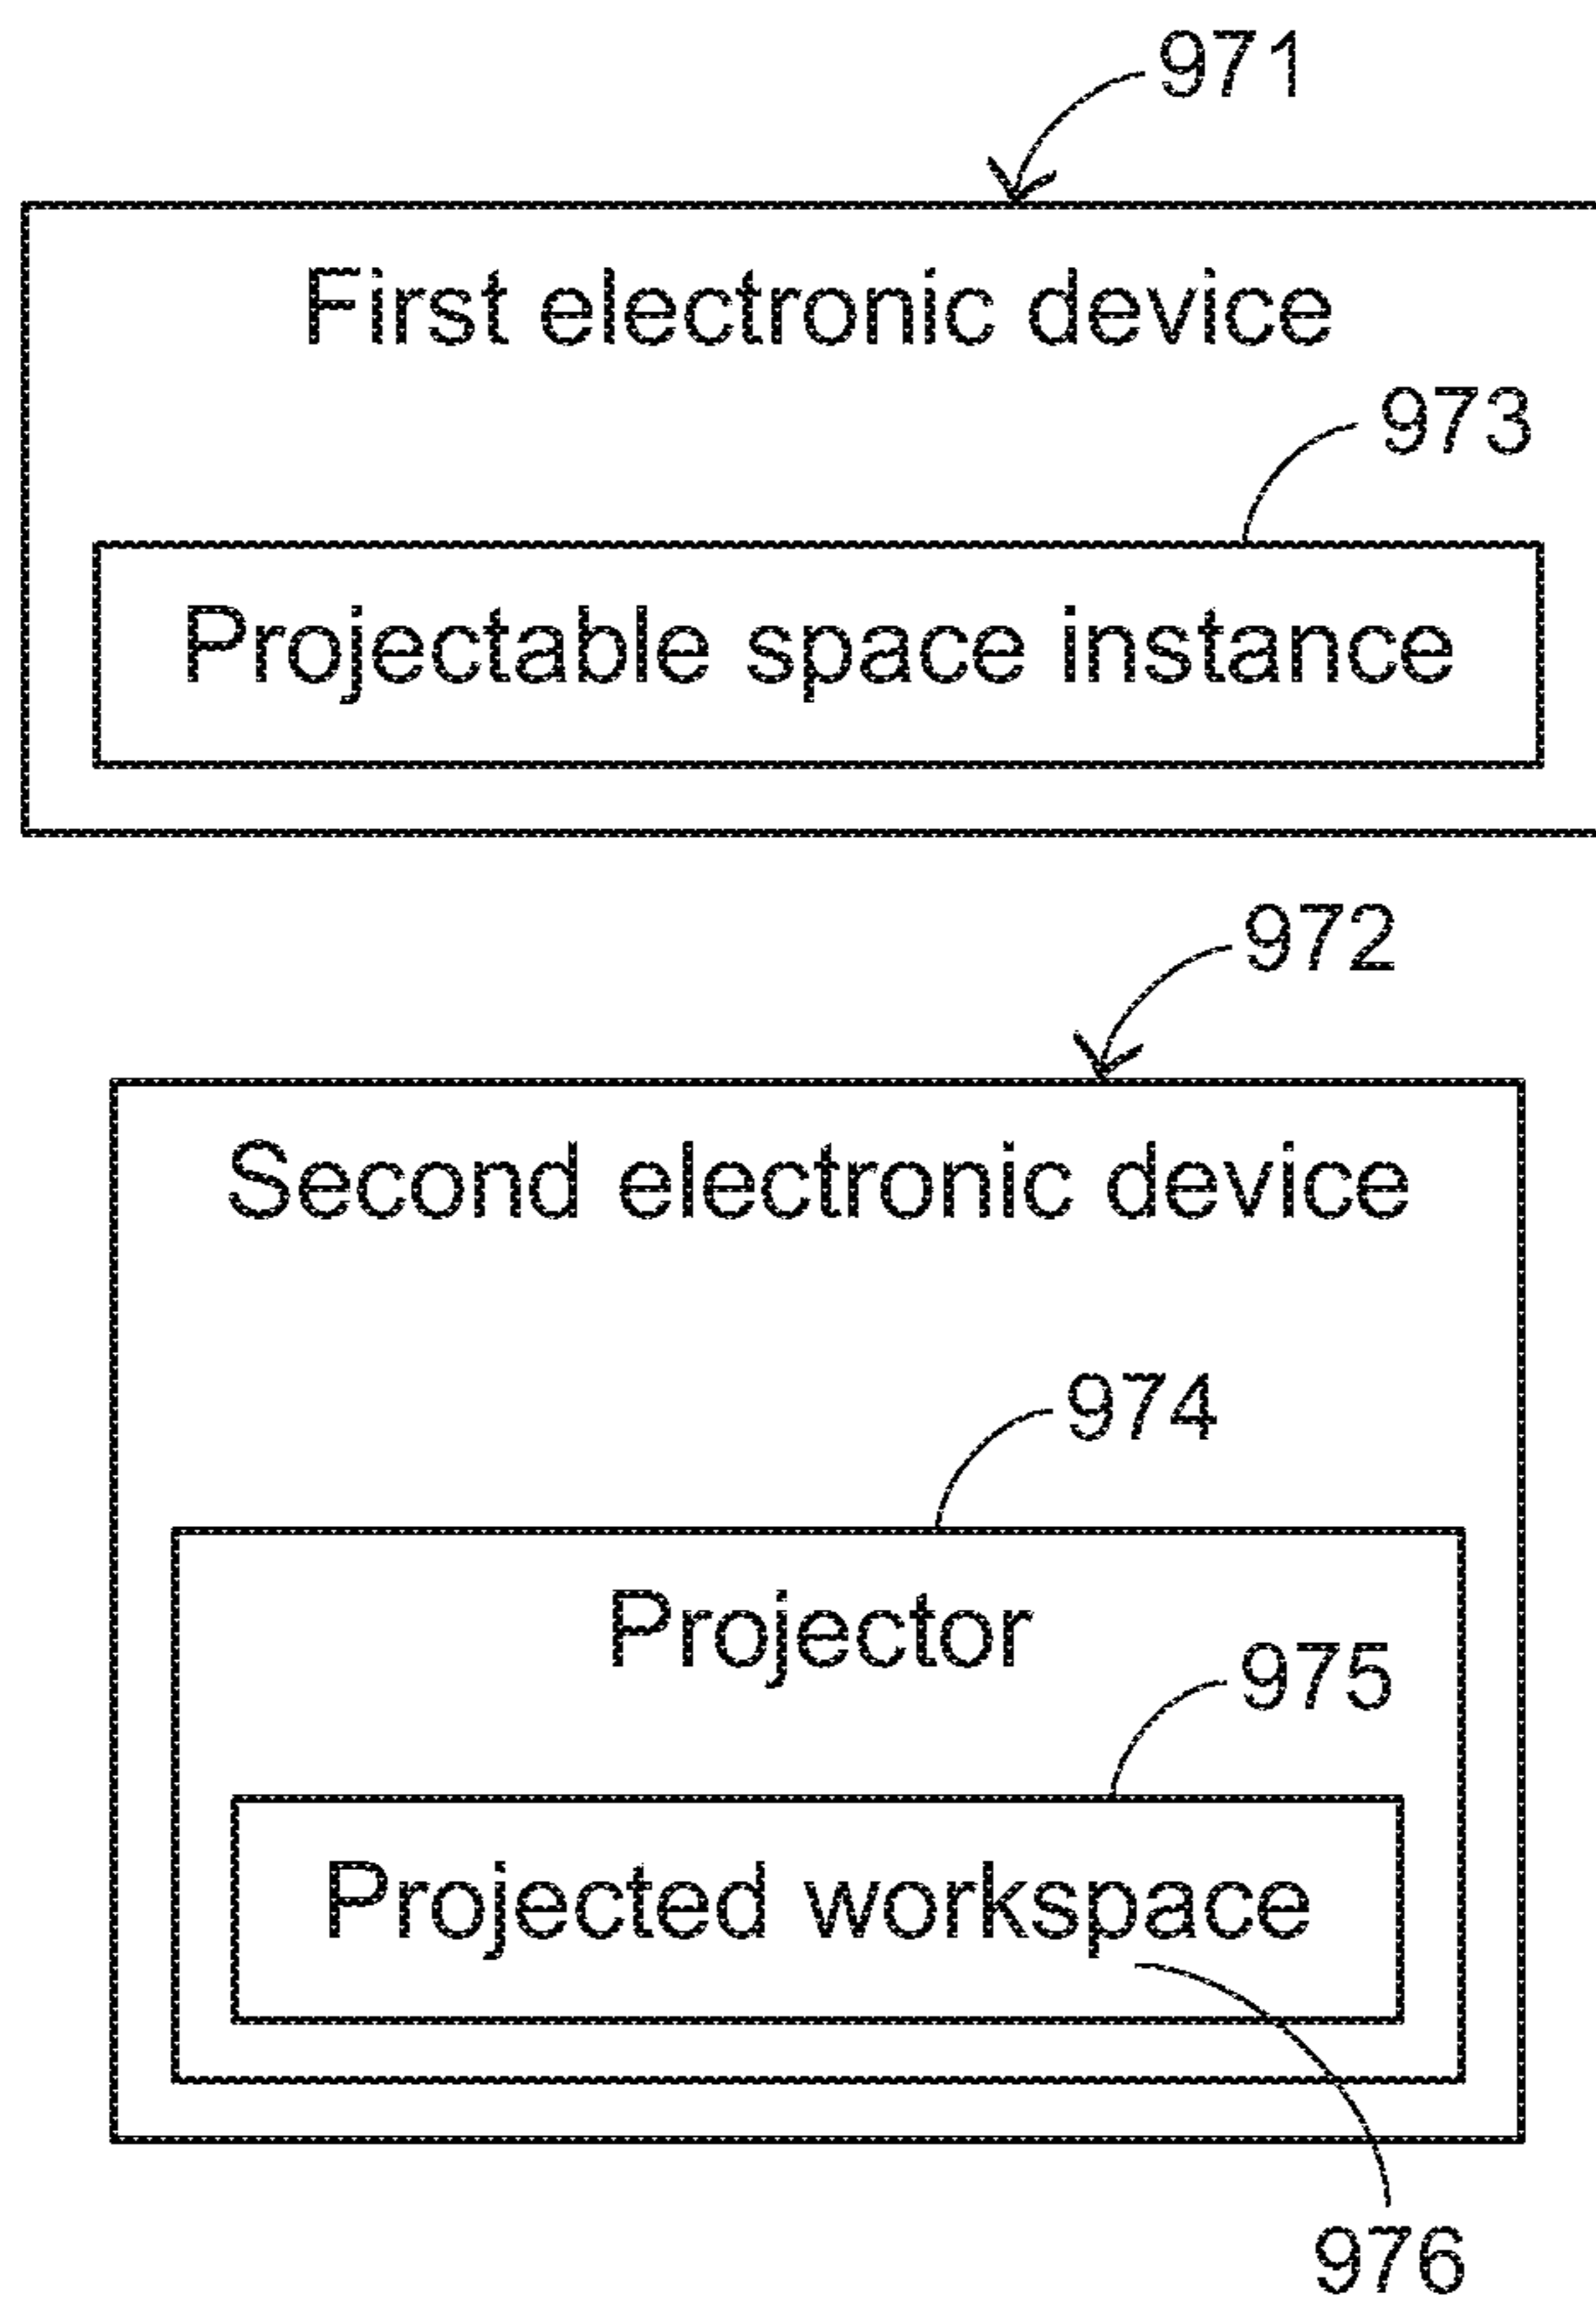 971
First electronic device
973
Projectable space instance
972
Second electronic device
974
Projector
975
Projected workspace
976